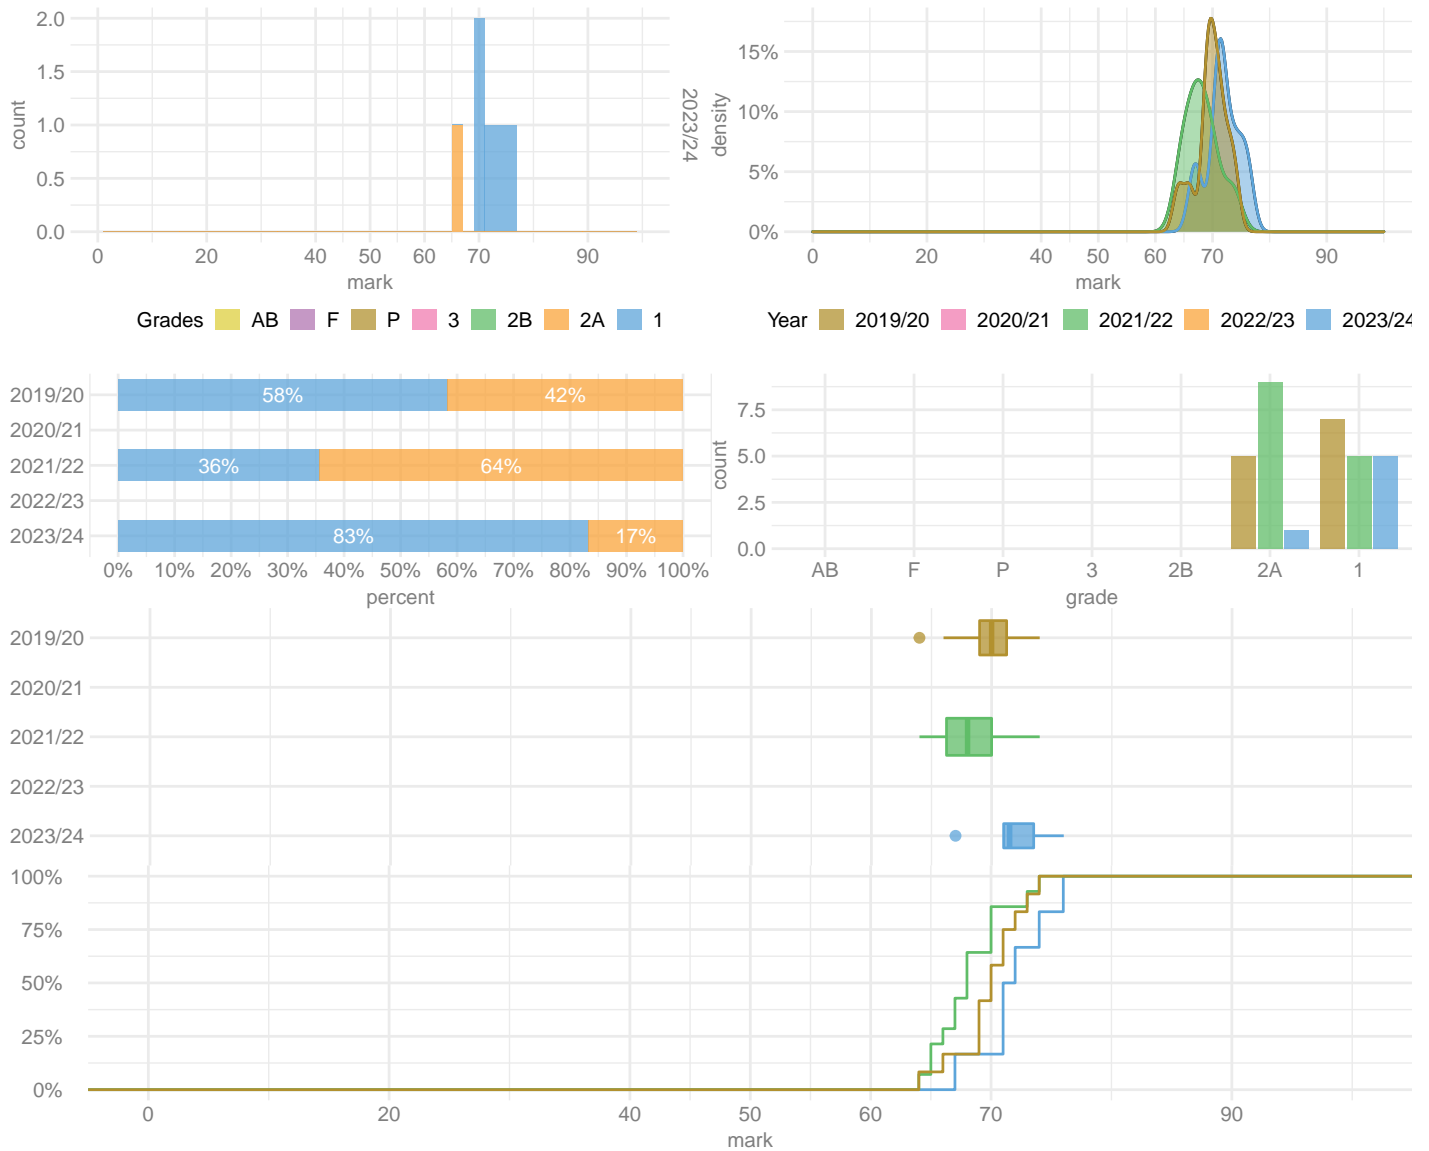 2.0
1.5
1.0
0.5
0.0
count
0 20 40 50 60 70 90
mark
2023/24
15%
10%
5%
0%
density
0 20 40 50 60 70 90
mark
Grades AB F P 3 2B 2A 1
Year 2019/20 2020/21 2021/22 2022/23 2023/24
2019/20 58% 42%
2020/21
2021/22 36% 64%
2022/23
2023/24 83% 17%
0% 10% 20% 30% 40% 50% 60% 70% 80% 90% 100%
percent
7.5
5.0
2.5
0.0
count
AB F P 3 2B 2A 1
grade
2019/20
2020/21
2021/22
2022/23
2023/24
100%
75%
50%
25%
0%
0 20 40 50 60 70 90
mark